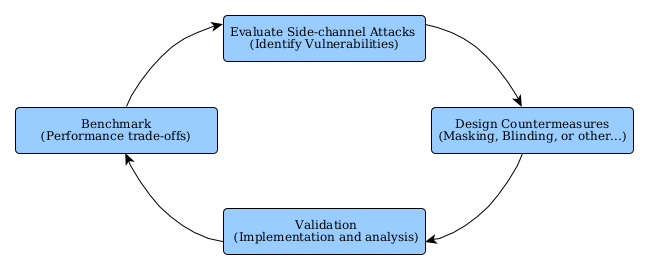 Evaluate Side-channel Attacks
(Identify Vulnerabilities)
Design Countermeasures
(Masking, Blinding, or other...)
Benchmark
(Performance trade-offs)
Validation
(Implementation and analysis)